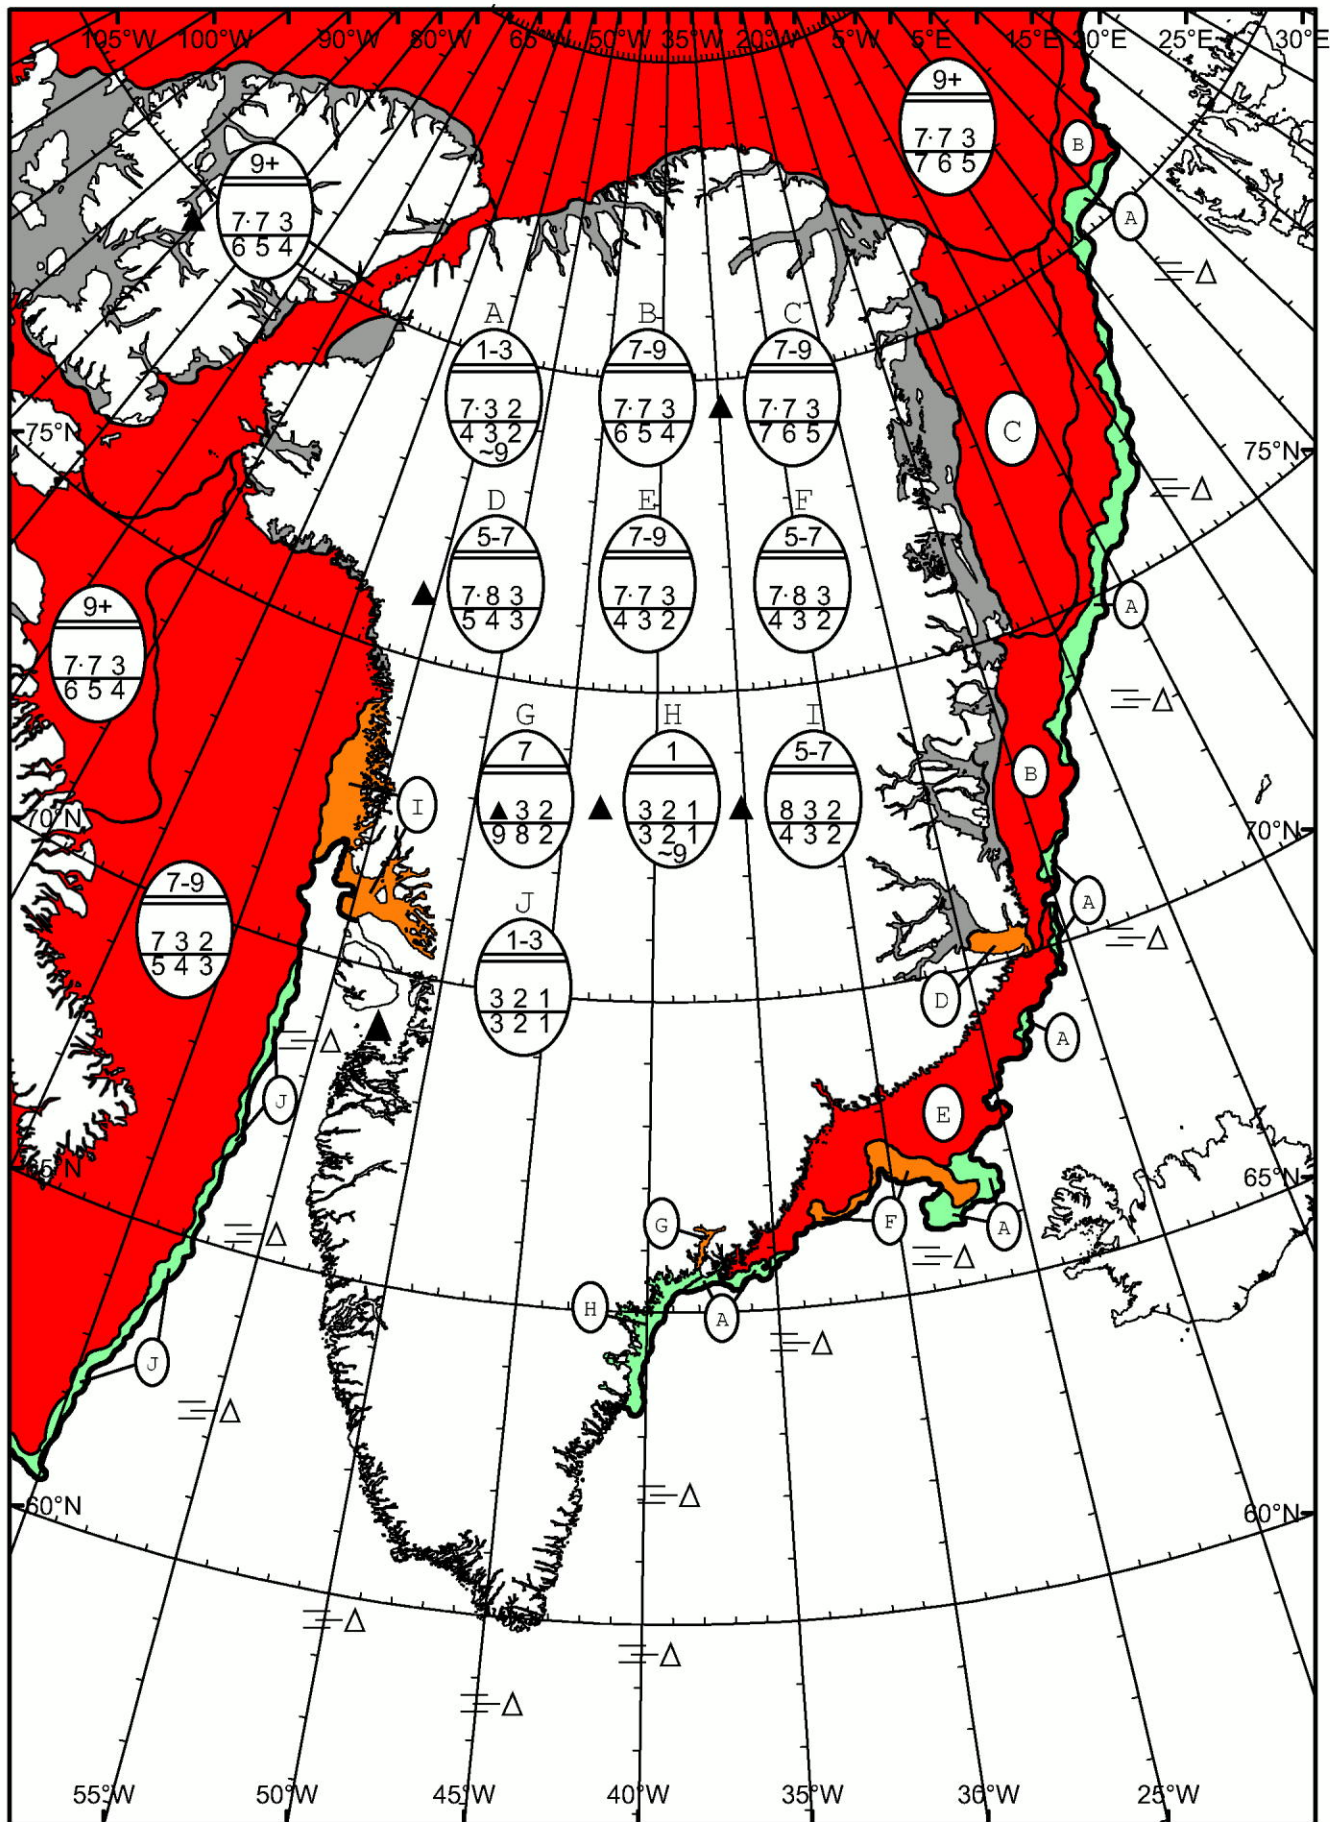 105°W 100°W 90°W 80°W 65°W 50°W 35°W 20°W 5°W 5°E 15°E 20°E 25°E 30°E
9+
7·7 3
7 6 5
B
9+
7·7 3
6 5 4
A
A B C
1-3 7-9 7-9
7·3 2 7·7 3 7·7 3
4 3 2 6 5 4 7 6 5
~9
C
75°N 75°N
D E F
5-7 7-9 5-7
7·8 3 7·7 3 7·8 3
5 4 3 4 3 2 4 3 2
9+
7·7 3
6 5 4
A
G H I
7 1 5-7
▲3 2 3 2 1 8 3 2
9 8 2 3 2 1 4 3 2
~9
B
I
70°N 70°N
7-9
7 3 2
5 4 3
J
1-3
3 2 1
3 2 1
A
D
A
J
E
65°N 65°N
G F A
H A
J
60°N 60°N
55°W 50°W 45°W 40°W 35°W 30°W 25°W